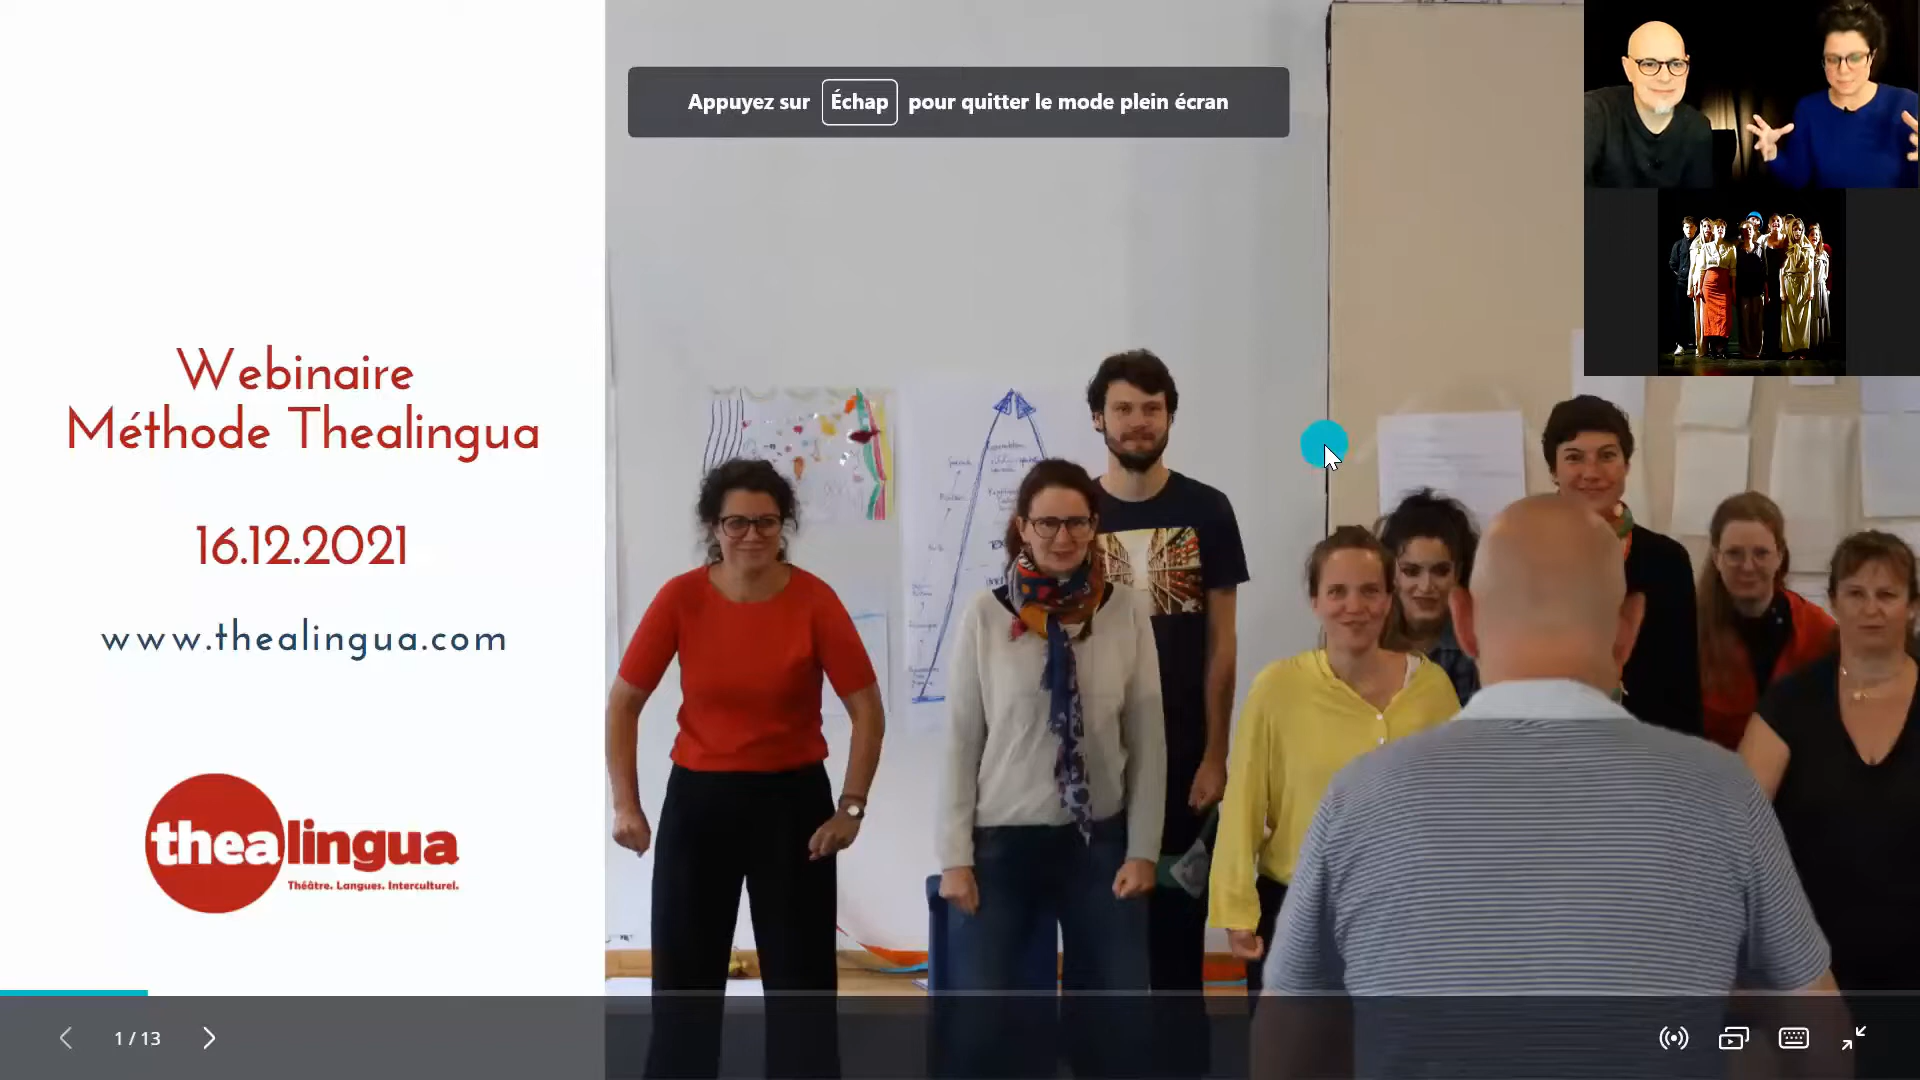 Appuyez sur Échap pour quitter le mode plein écran
Webinaire
Méthode Thealingua
16.12.2021
www.thealingua.com
thealingua
Théâtre. Langues. Interculturel.
1 / 13